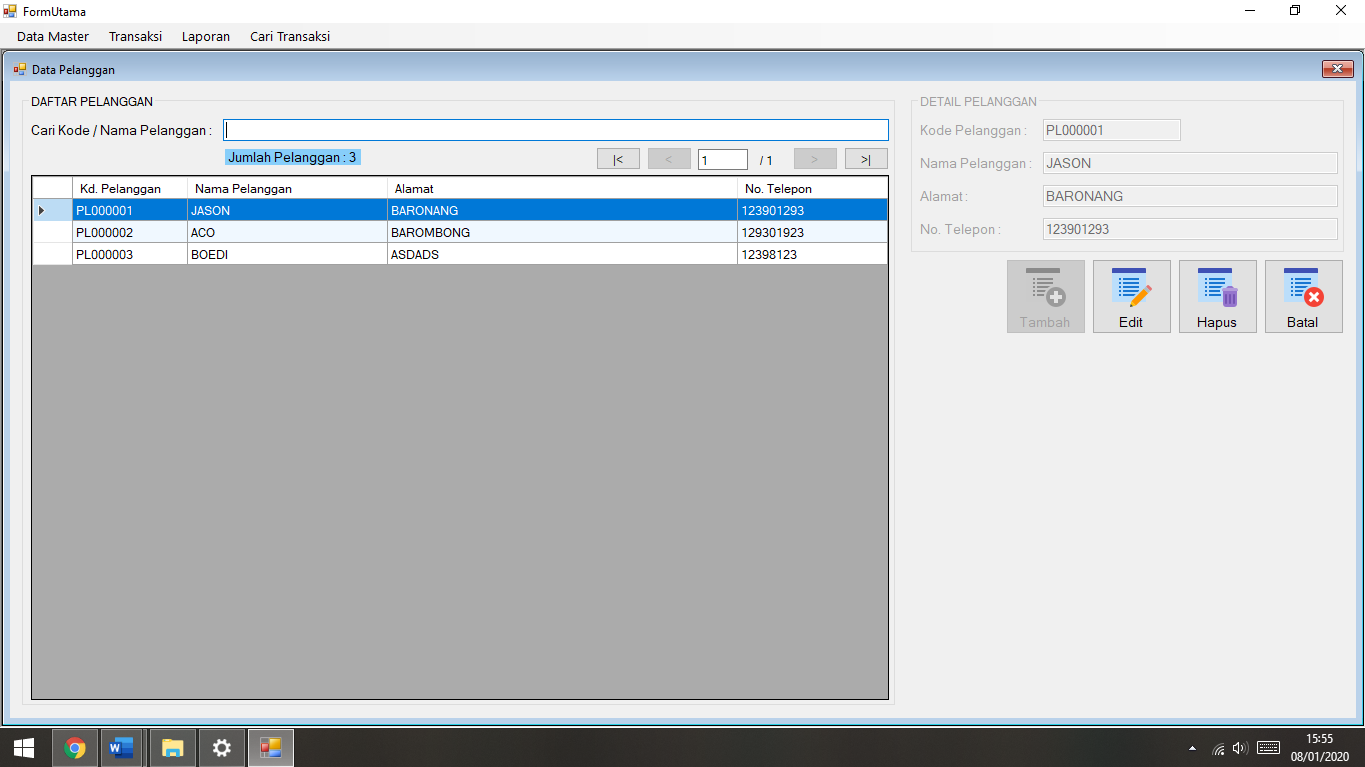 FormUtama
Data Master Transaksi Laporan Cari Transaksi
Data Pelanggan
DAFTAR PELANGGAN
Cari Kode / Nama Pelanggan :
Jumlah Pelanggan : 3
|< < 1 / 1 > >|
Kd. Pelanggan Nama Pelanggan Alamat No. Telepon
PL000001 JASON BARONANG 123901293
PL000002 ACO BAROMBONG 129301923
PL000003 BOEDI ASDADS 12398123
DETAIL PELANGGAN
Kode Pelanggan : PL000001
Nama Pelanggan : JASON
Alamat : BARONANG
No. Telepon : 123901293
Tambah Edit Hapus Batal
15:55
08/01/2020